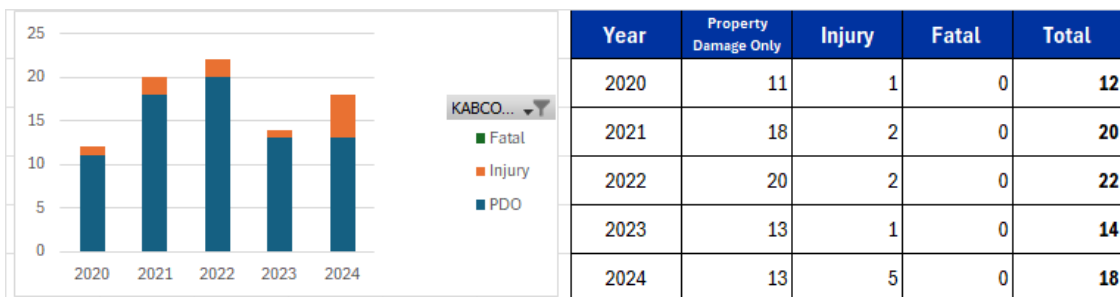 25
20
15
10
5
0
2020 2021 2022 2023 2024
KABCO...
Fatal
Injury
PDO
Year Property Damage Only Injury Fatal Total
2020 11 1 0 12
2021 18 2 0 20
2022 20 2 0 22
2023 13 1 0 14
2024 13 5 0 18